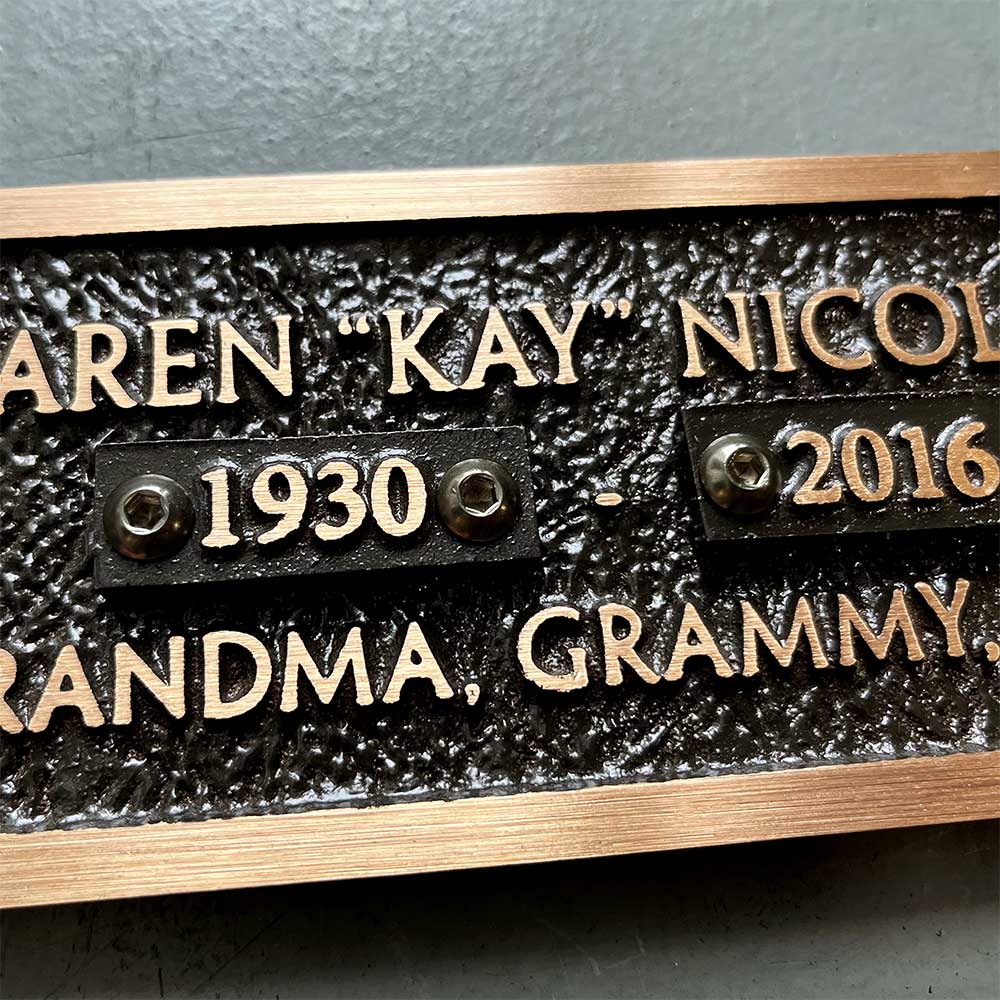 AREN “KAY” NICOL
1930 - 2016
RANDMA, GRAMMY,